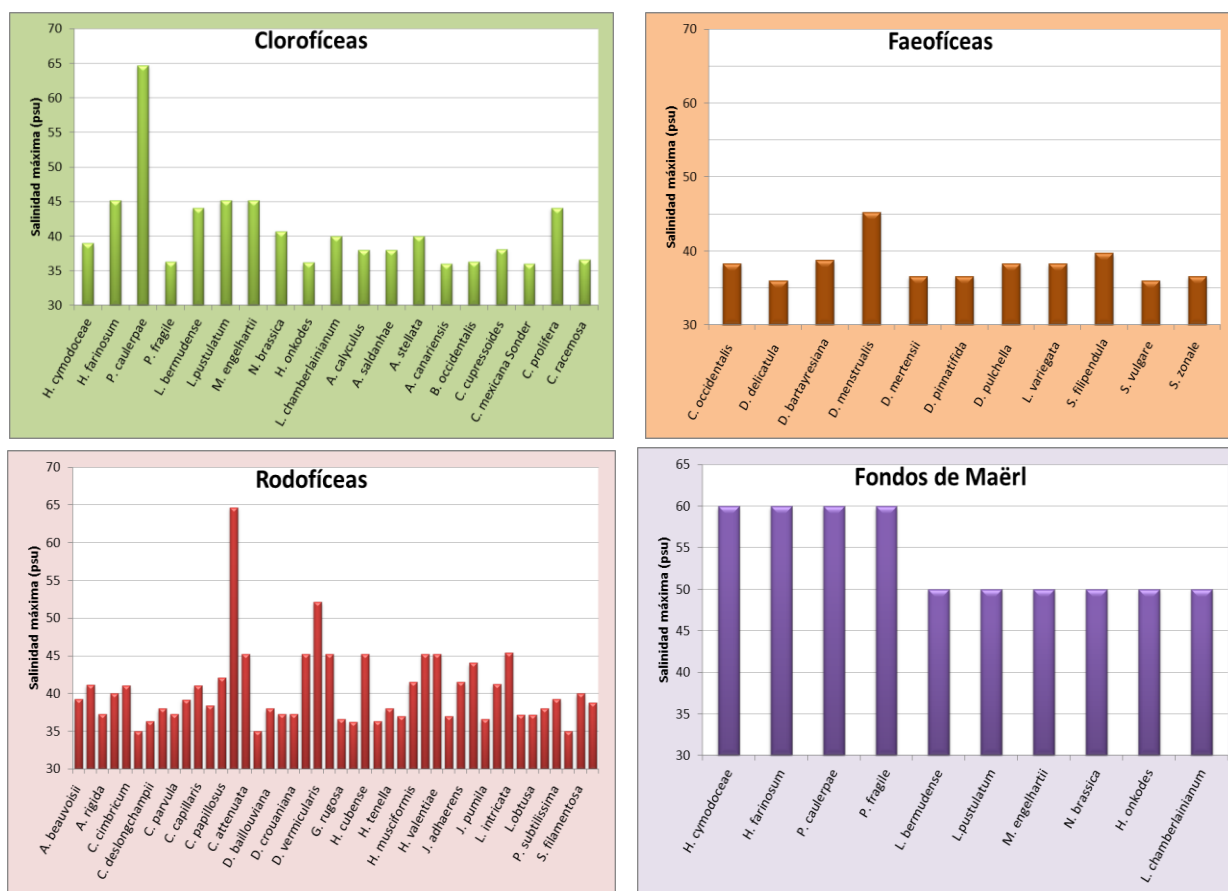 Clorofíceas
Salinidad máxima (psu)
70
65
60
55
50
45
40
35
30
H. cymodoceae
H. farinosum
P. caulerpae
P. fragile
L. bermudense
L.pustulatum
M. engelhartii
N. brassica
H. onkodes
L. chamberlainianum
A. calyculus
A. saldanhae
A. stellata
A. canariensis
B. occidentalis
C. cupressoides
C. mexicana Sonder
C. prolifera
C. racemosa
Faeofíceas
Salinidad máxima (psu)
70
60
50
40
30
C. occidentalis
D. delicatula
D. bartayresiana
D. menstrualis
D. mertensii
D. pinnatifida
D. pulchella
L. variegata
S. filipendula
S. vulgare
S. zonale
Rodofíceas
Salinidad máxima (psu)
70
65
60
55
50
45
40
35
30
A. beauvoisii
A. rigida
C. cimbricum
C. deslongchampii
C. parvula
C. capillaris
C. papillosus
C. attenuata
D. baillouviana
D. crouaniana
D. vermicularis
G. rugosa
H. cubense
H. tenella
H. musciformis
H. valentiae
J. adhaerens
J. pumila
L. intricata
L.obtusa
P. subtilissima
S. filamentosa
Fondos de Maërl
Salinidad máxima (psu)
65
60
55
50
45
40
35
30
H. cymodoceae
H. farinosum
P. caulerpae
P. fragile
L. bermudense
L.pustulatum
M. engelhartii
N. brassica
H. onkodes
L. chamberlainianum